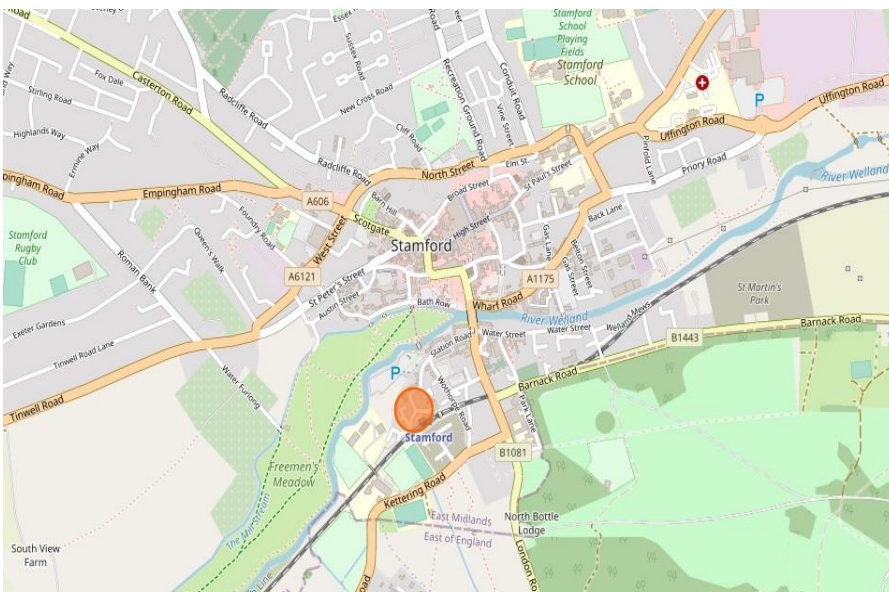 Essex Road
Sussex Road
Radcliffe Road
Fox Dale
Casterton Road
Stirling Road
New Cross Road
Recreation Ground Road
Conduit Road
Vine Street
Stamford
School
Playing
Fields
Stamford
School
P
Uffington Road
Uffington Road
Highlands Way
Ermine Way
Cliff Road
Radcliffe Road
North Street
Elm St.
St Paul's Street
Pinfold Lane
Priory Road
River Welland
Empingham Road
A606
Barn Hill
Broad Street
Scotgate
High Street
Back Lane
Foundry Road
West Street
Stamford
Gas Lane
Belton Street
Gas Street
Stamford
Rugby
Club
Queen's Walk
Roman Bank
A6121
St Peter's Street
Austin Street
A1175
St Martin's
Park
Bath Row
Wharf Road
River Welland
Exeter Gardens
Tinwell Road Lane
Station Road
Water Street
Water Street
Welland Mews
Barnack Road
B1443
Tinwell Road
Water Furlong
P
Wothorpe Road
Barnack Road
Park Lane
Stamford
B1081
Freemen's
Meadow
Kettering Road
The Mill Stream
East Midlands
East of England
North Bottle
Lodge
South View
Farm
London Ro